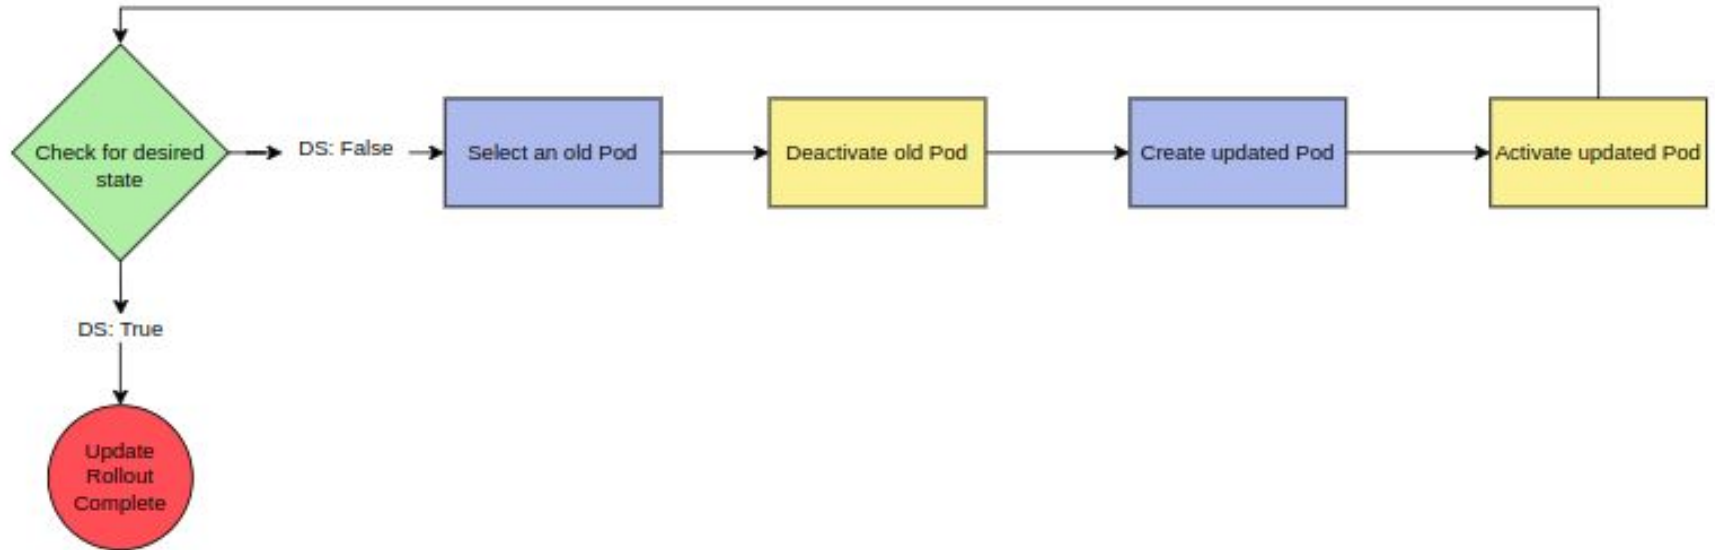 Check for desired
state
DS: False
Select an old Pod
Deactivate old Pod
Create updated Pod
Activate updated Pod
DS: True
Update
Rollout
Complete